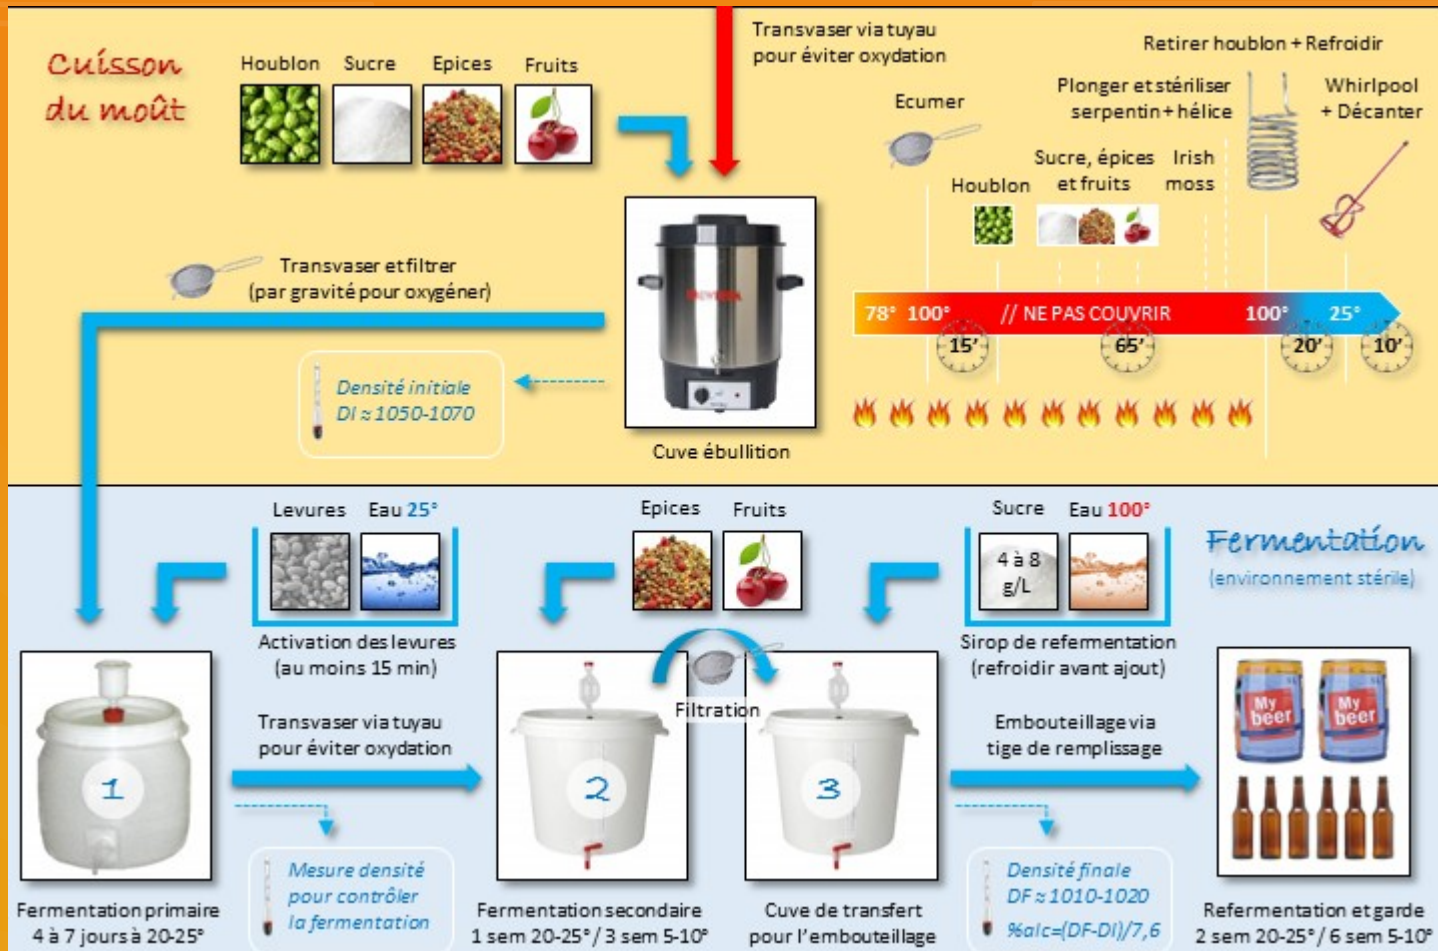 Cuisson
du moût
Houblon Sucre Epices Fruits
Transvaser via tuyau
pour éviter oxydation
Retirer houblon + Refroidir
Ecumer
Plonger et stériliser
serpentin + hélice
Whirlpool
+ Décanter
Houblon
Sucre, épices
et fruits
Irish
moss
Transvaser et filtrer
(par gravité pour oxygéner)
78° 100° // NE PAS COUVRIR 100° 25°
15' 65' 20' 10'
Densité initiale
DI ≈ 1050-1070
Cuve ébullition
Levures Eau 25°
Activation des levures
(au moins 15 min)
Epices Fruits
Filtration
Sucre Eau 100°
4 à 8
g/L
Sirop de refermentation
(refroidir avant ajout)
Fermentation
(environnement stérile)
Transvaser via tuyau
pour éviter oxydation
Embouteillage via
tige de remplissage
My
beer
My
beer
1
2
3
Mesure densité
pour contrôler
la fermentation
Densité finale
DF ≈ 1010-1020
%alc=(DF-DI)/7,6
Fermentation primaire
4 à 7 jours à 20-25°
Fermentation secondaire
1 sem 20-25° / 3 sem 5-10°
Cuve de transfert
pour l'embouteillage
Refermentation et garde
2 sem 20-25° / 6 sem 5-10°